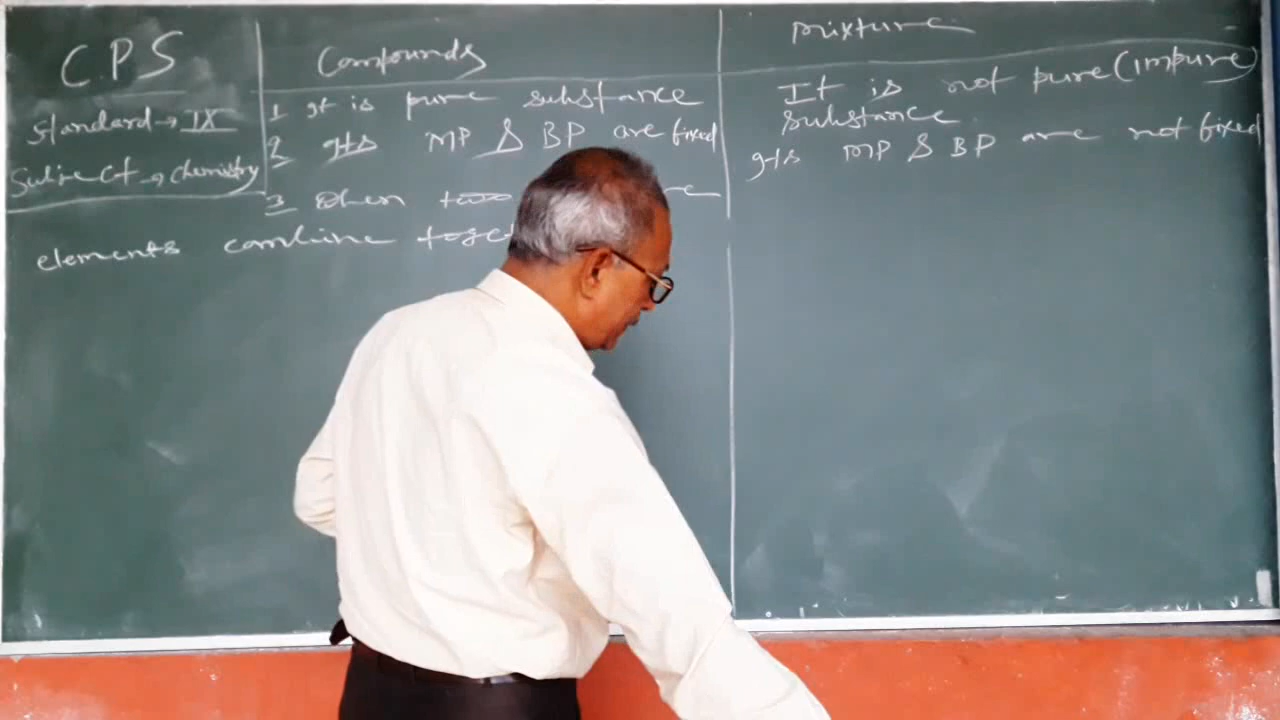 C.P.S
Standard → IX
Subject → chemistry
Compounds
1 It is pure substance
2 Its MP & BP are fixed
3 When two
elements combine
mixture
It is not pure (impure)
substance
Its MP & BP are not fixed